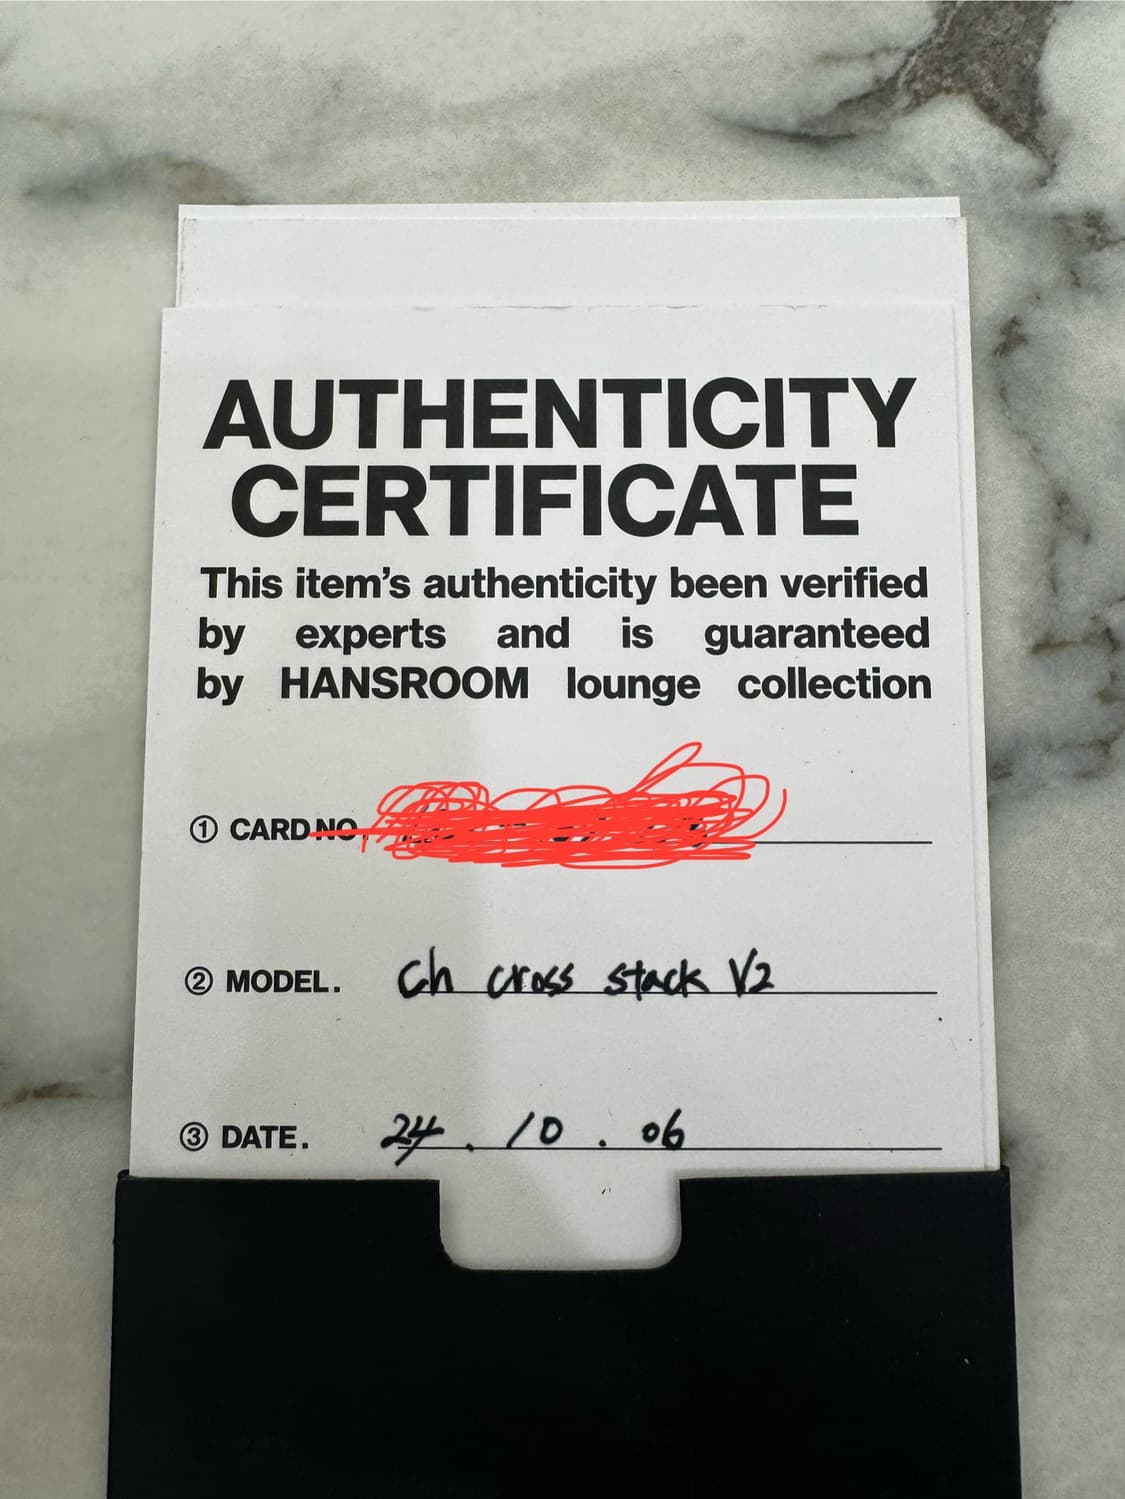 AUTHENTICITY
CERTIFICATE
This item's authenticity been verified
by experts and is guaranteed
by HANSROOM lounge collection
① CARD NO.
② MODEL. Ch cross stack V2
③ DATE. 24. 10. 06